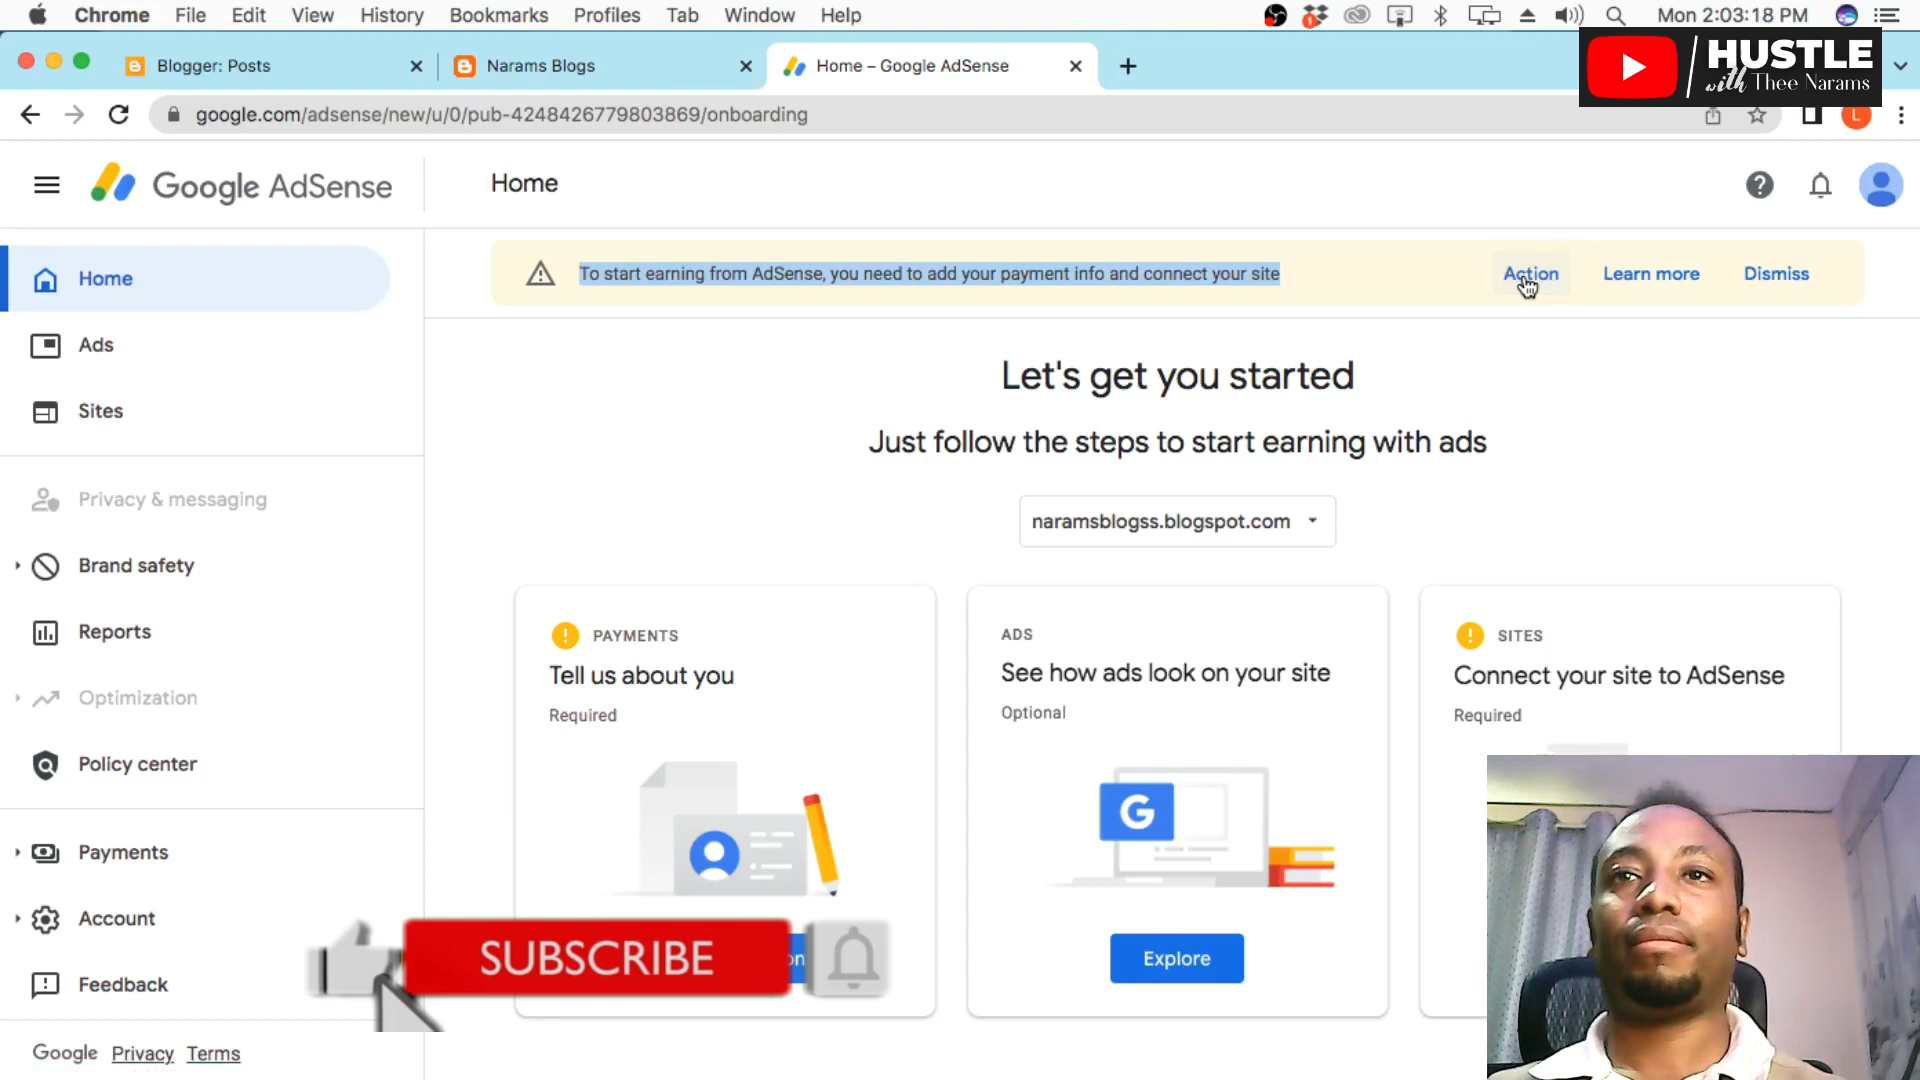 Chrome File Edit View History Bookmarks Profiles Tab Window Help Mon 2:03:18 PM
1
HUSTLE
with Thee Narams
Blogger: Posts
Narams Blogs
Home – Google AdSense
google.com/adsense/new/u/0/pub-4248426779803869/onboarding
L
Google AdSense
Home
Home
Ads
Sites
Privacy & messaging
Brand safety
Reports
Optimization
Policy center
Payments
Account
Feedback
Google Privacy Terms
To start earning from AdSense, you need to add your payment info and connect your site
Action
Learn more
Dismiss
Let's get you started
Just follow the steps to start earning with ads
naramsblogss.blogspot.com
PAYMENTS
Tell us about you
Required
on
ADS
See how ads look on your site
Optional
G
Explore
SITES
Connect your site to AdSense
Required
SUBSCRIBE